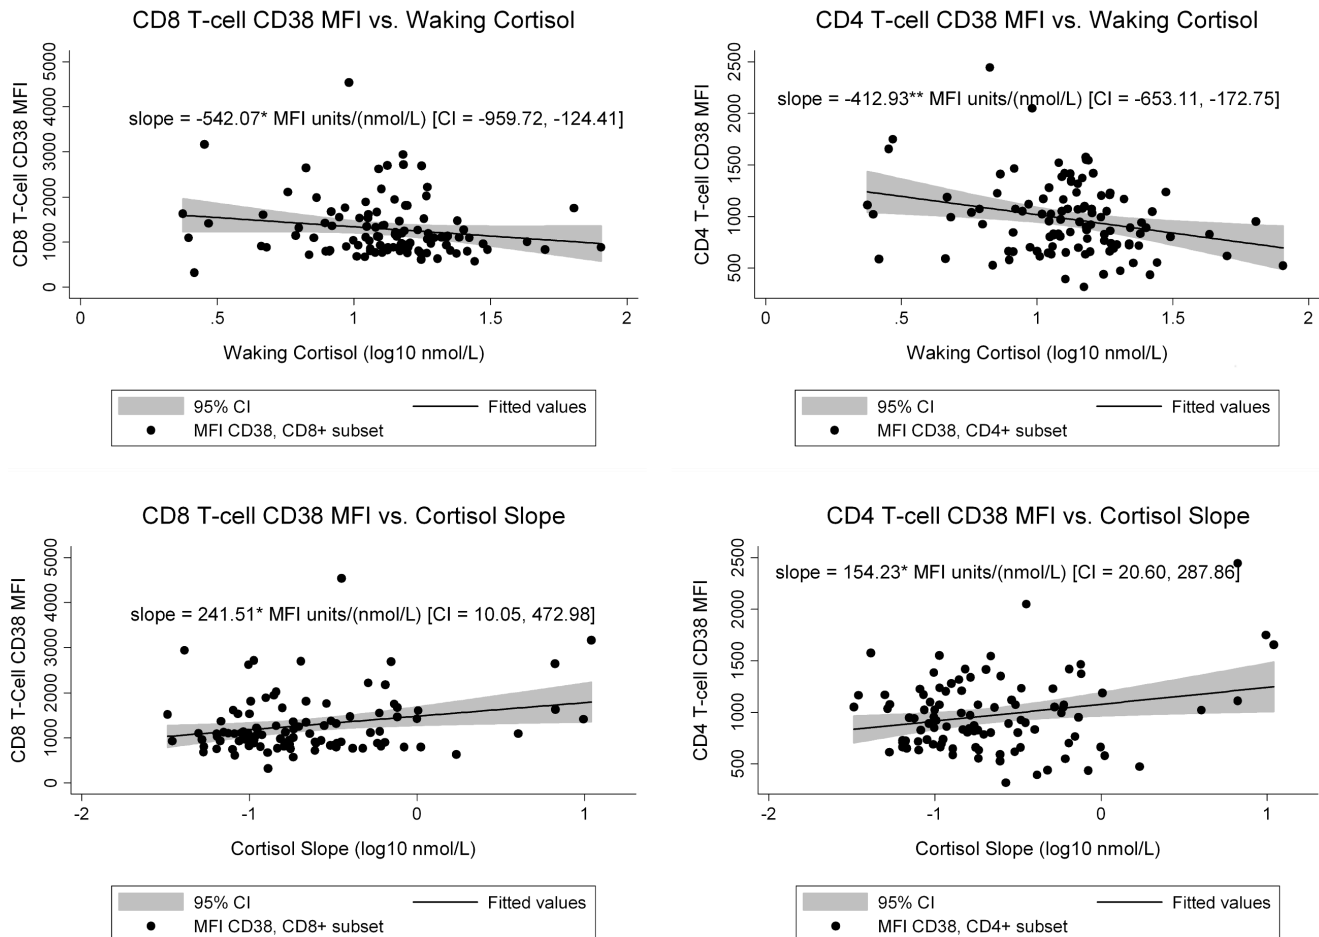 CD8 T-cell CD38 MFI vs. Waking Cortisol
CD8 T-Cell CD38 MFI
5000
4000
3000
2000
1000
0
slope = -542.07* MFI units/(nmol/L) [CI = -959.72, -124.41]
0 .5 1 1.5 2
Waking Cortisol (log10 nmol/L)
95% CI Fitted values
MFI CD38, CD8+ subset
CD4 T-cell CD38 MFI vs. Waking Cortisol
CD4 T-cell CD38 MFI
2500
2000
1500
1000
500
slope = -412.93** MFI units/(nmol/L) [CI = -653.11, -172.75]
0 .5 1 1.5 2
Waking Cortisol (log10 nmol/L)
95% CI Fitted values
MFI CD38, CD4+ subset
CD8 T-cell CD38 MFI vs. Cortisol Slope
CD8 T-Cell CD38 MFI
5000
4000
3000
2000
1000
0
slope = 241.51* MFI units/(nmol/L) [CI = 10.05, 472.98]
-2 -1 0 1
Cortisol Slope (log10 nmol/L)
95% CI Fitted values
MFI CD38, CD8+ subset
CD4 T-cell CD38 MFI vs. Cortisol Slope
CD4 T-cell CD38 MFI
2500
2000
1500
1000
500
slope = 154.23* MFI units/(nmol/L) [CI = 20.60, 287.86]
-2 -1 0 1
Cortisol Slope (log10 nmol/L)
95% CI Fitted values
MFI CD38, CD4+ subset